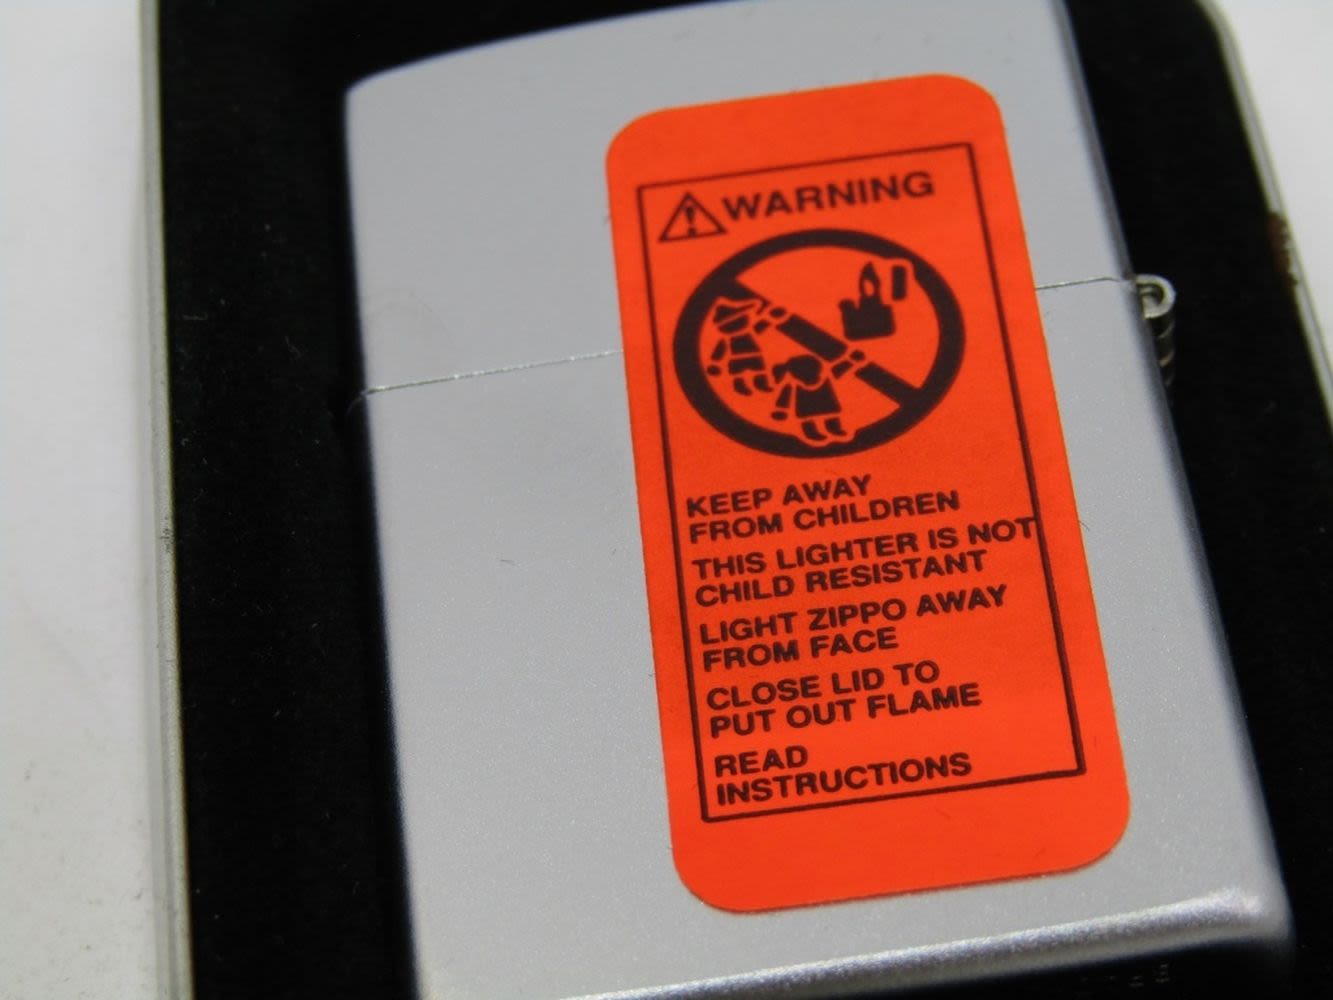 WARNING
KEEP AWAY
FROM CHILDREN
THIS LIGHTER IS NOT
CHILD RESISTANT
LIGHT ZIPPO AWAY
FROM FACE
CLOSE LID TO
PUT OUT FLAME
READ
INSTRUCTIONS